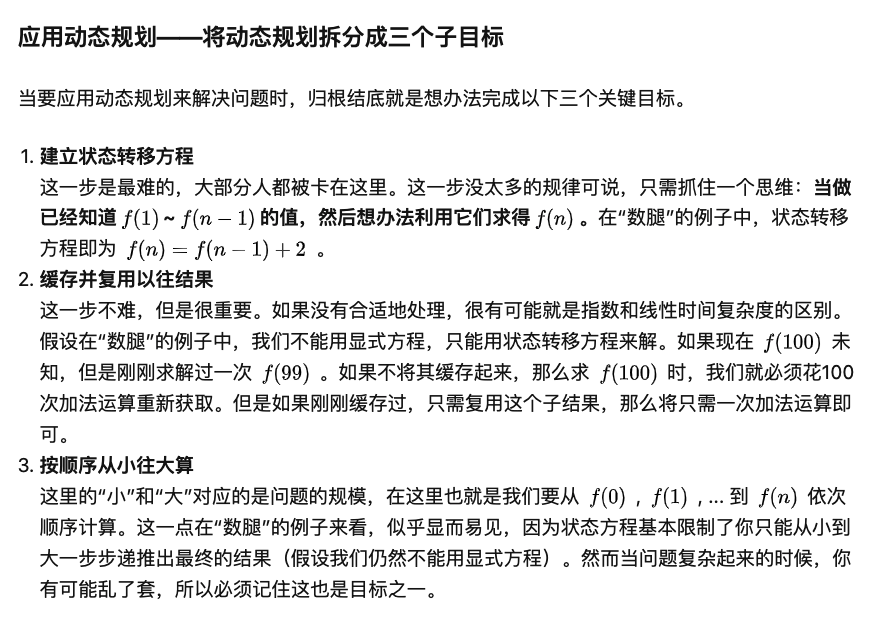 应用动态规划——将动态规划拆分成三个子目标
当要应用动态规划来解决问题时，归根结底就是想办法完成以下三个关键目标。
1. 建立状态转移方程
这一步是最难的，大部分人都被卡在这里。这一步没太多的规律可说，只需抓住一个思维：当做
已经知道 f(1) ~ f(n − 1) 的值，然后想办法利用它们求得 f(n) 。在“数腿”的例子中，状态转移
方程即为 f(n) = f(n − 1) + 2 。
2. 缓存并复用以往结果
这一步不难，但是很重要。如果没有合适地处理，很有可能就是指数和线性时间复杂度的区别。
假设在“数腿”的例子中，我们不能用显式方程，只能用状态转移方程来解。如果现在 f(100) 未
知，但是刚刚求解过一次 f(99) 。如果不将其缓存起来，那么求 f(100) 时，我们就必须花100
次加法运算重新获取。但是如果刚刚缓存过，只需复用这个子结果，那么将只需一次加法运算即
可。
3. 按顺序从小往大算
这里的“小”和“大”对应的是问题的规模，在这里也就是我们要从 f(0) , f(1) , ... 到 f(n) 依次
顺序计算。这一点在“数腿”的例子来看，似乎显而易见，因为状态方程基本限制了你只能从小到
大一步步递推出最终的结果（假设我们仍然不能用显式方程）。然而当问题复杂起来的时候，你
有可能乱了套，所以必须记住这也是目标之一。